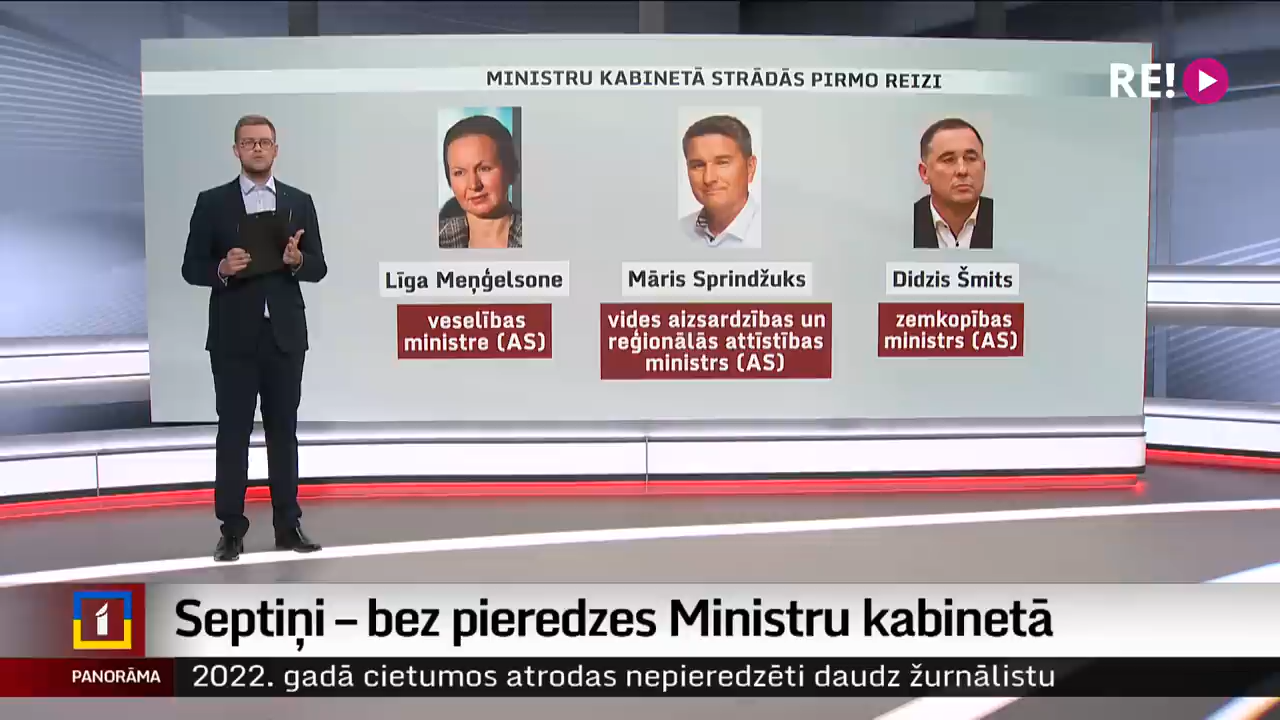 MINISTRU KABINETĀ STRĀDĀS PIRMO REIZI
RE!
Līga Meņģelsone
veselības
ministre (AS)
Māris Sprindžuks
vides aizsardzības un
reģionālās attīstības
ministrs (AS)
Didzis Šmits
zemkopības
ministrs (AS)
1
Septiņi – bez pieredzes Ministru kabinetā
PANORĀMA
2022. gadā cietumos atrodas nepieredzēti daudz žurnālistu